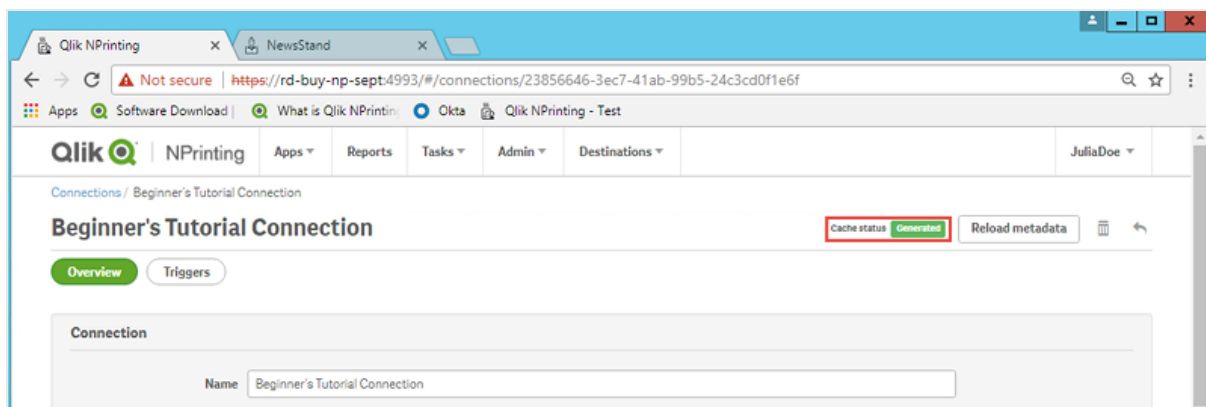 Qlik NPrinting NewsStand
Not secure | https://rd-buy-np-sept:4993/#/connections/23856646-3ec7-41ab-99b5-24c3cd0f1e6f
Apps Software Download | What is Qlik NPrintin Okta Qlik NPrinting - Test
Qlik NPrinting Apps Reports Tasks Admin Destinations JuliaDoe
Connections / Beginner's Tutorial Connection
Beginner's Tutorial Connection Cache status Generated Reload metadata
Overview Triggers
Connection
Name Beginner's Tutorial Connection